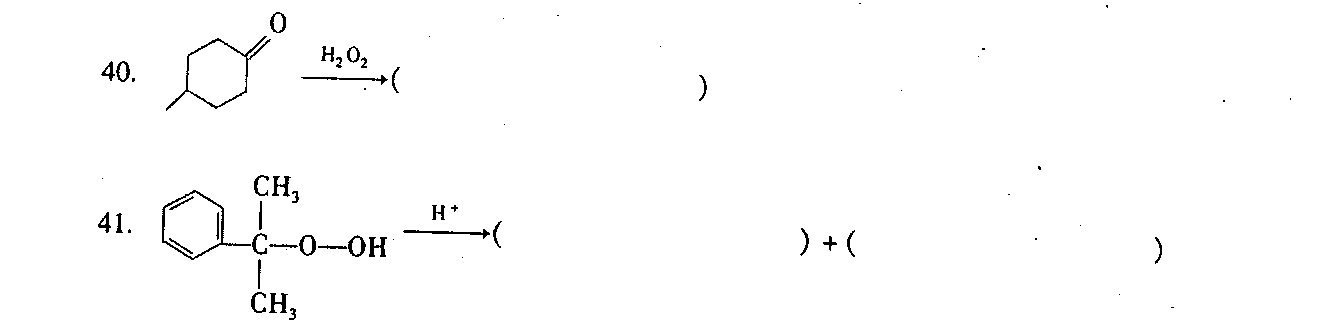 O
40. H₂O₂ ( )
CH₃
41. C—O—OH H⁺ ( ) + ( )
CH₃